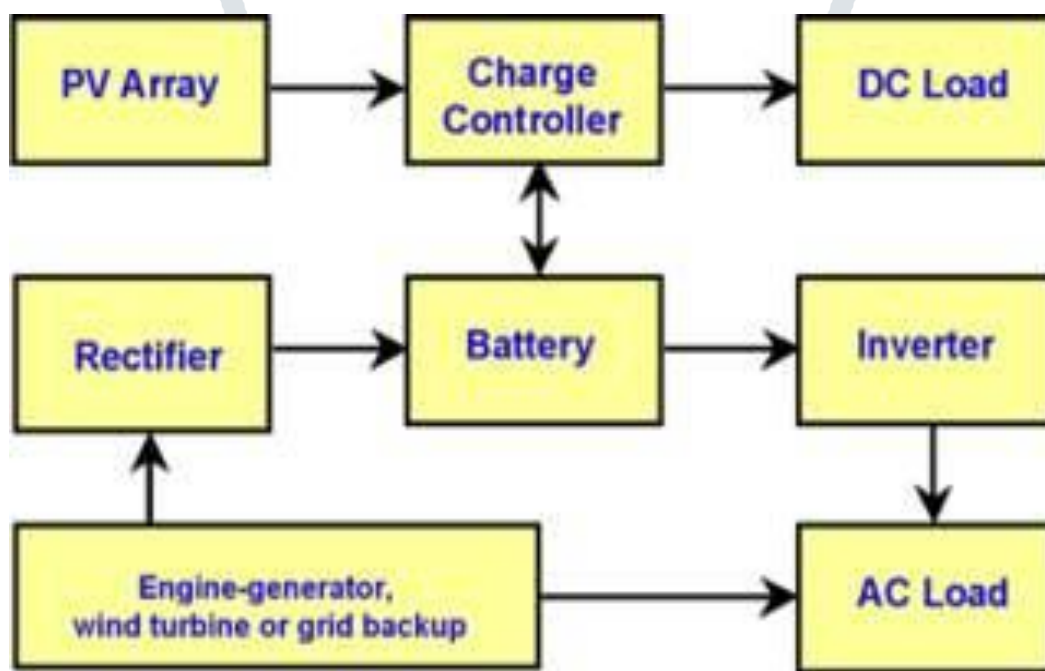 PV Array
Charge
Controller
DC Load
Rectifier
Battery
Inverter
Engine-generator,
wind turbine or grid backup
AC Load